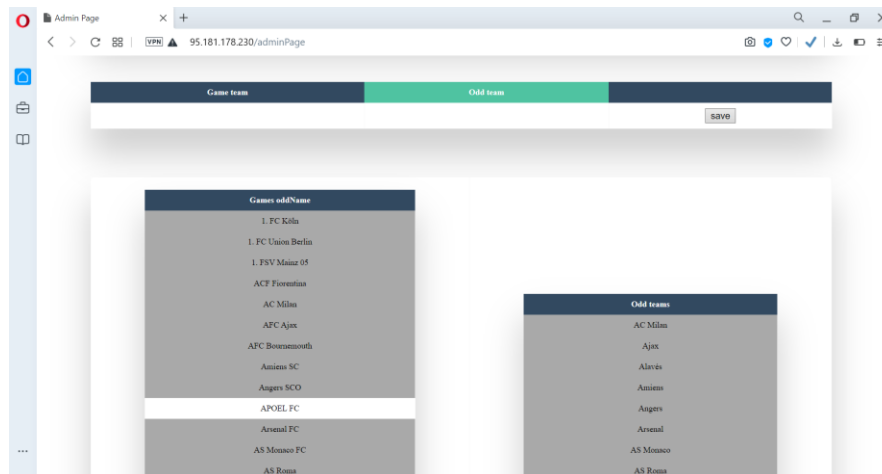 Admin Page
VPN
95.181.178.230/adminPage
Game team
Odd team
save
Games oddName
1. FC Köln
1. FC Union Berlin
1. FSV Mainz 05
ACF Fiorentina
AC Milan
AFC Ajax
AFC Bournemouth
Amiens SC
Angers SCO
APOEL FC
Arsenal FC
AS Monaco FC
AS Roma
Odd teams
AC Milan
Ajax
Alavés
Amiens
Angers
Arsenal
AS Monaco
AS Roma